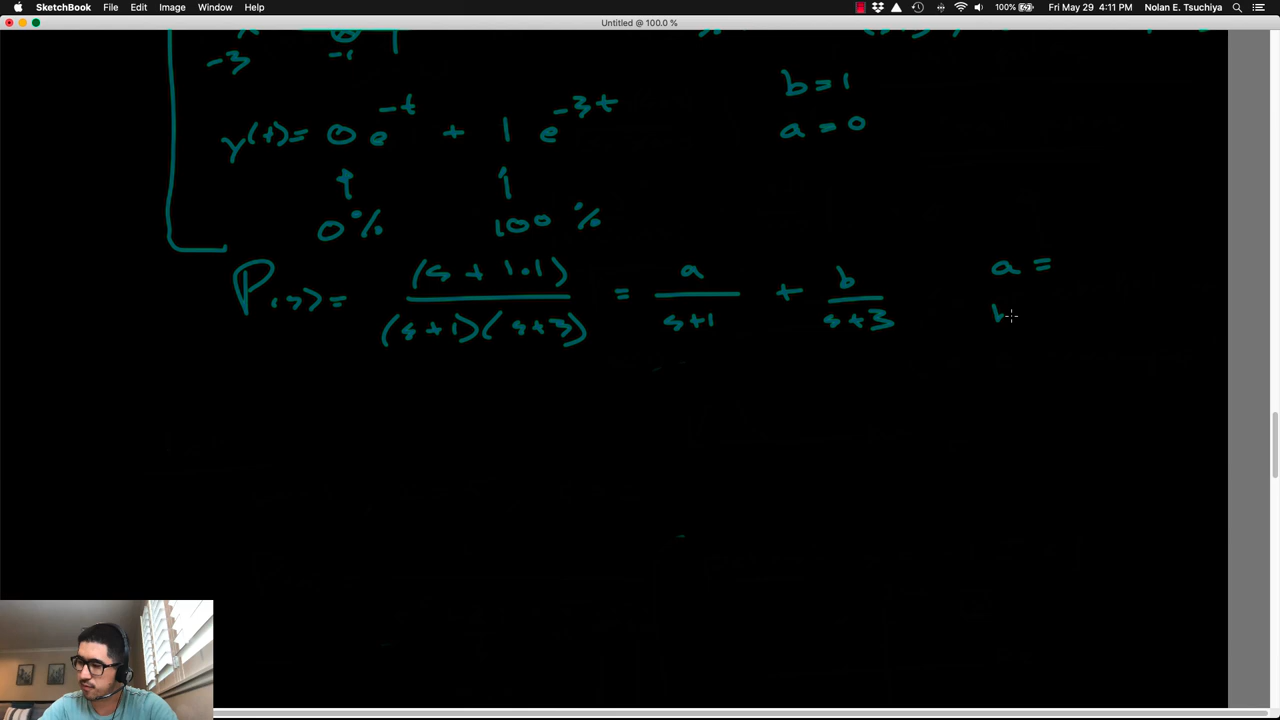 SketchBook File Edit Image Window Help 100% Fri May 29 4:11 PM Nolan E. Tsuchiya
Untitled @ 100.0 %
-3 -1
b = 1
y(t) = 0 e^{-t} + 1 e^{-3t}
a = 0
0% 100%
P(s) = (s + 1.1) / (s+1)(s+3) = a / s+1 + b / s+3
a =